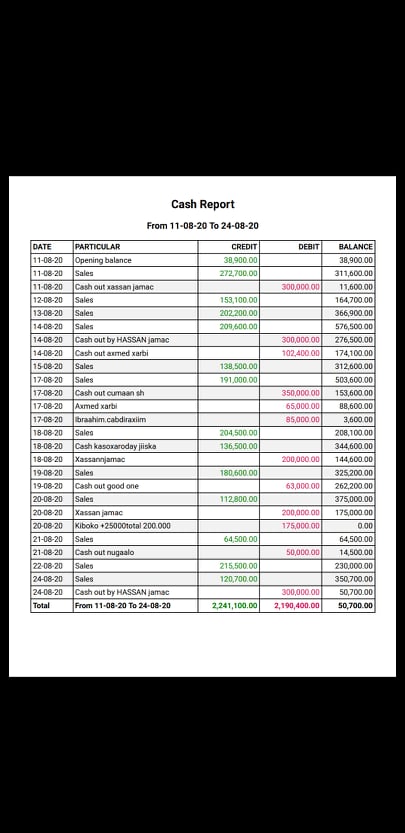 Cash Report
From 11-08-20 To 24-08-20
DATE PARTICULAR CREDIT DEBIT BALANCE
11-08-20 Opening balance 38,900.00 38,900.00
11-08-20 Sales 272,700.00 311,600.00
11-08-20 Cash out xassan jamac 300,000.00 11,600.00
12-08-20 Sales 153,100.00 164,700.00
13-08-20 Sales 202,200.00 366,900.00
14-08-20 Sales 209,600.00 576,500.00
14-08-20 Cash out by HASSAN jamac 300,000.00 276,500.00
14-08-20 Cash out axmed xarbi 102,400.00 174,100.00
15-08-20 Sales 138,500.00 312,600.00
17-08-20 Sales 191,000.00 503,600.00
17-08-20 Cash out cumaan sh 350,000.00 153,600.00
17-08-20 Axmed xarbi 65,000.00 88,600.00
17-08-20 Ibraahim.cabdiraxiim 85,000.00 3,600.00
18-08-20 Sales 204,500.00 208,100.00
18-08-20 Cash kasoxaroday jiiska 136,500.00 344,600.00
18-08-20 Xassannjamac 200,000.00 144,600.00
19-08-20 Sales 180,600.00 325,200.00
19-08-20 Cash out good one 63,000.00 262,200.00
20-08-20 Sales 112,800.00 375,000.00
20-08-20 Xassan jamac 200,000.00 175,000.00
20-08-20 Kiboko +25000total 200.000 175,000.00 0.00
21-08-20 Sales 64,500.00 64,500.00
21-08-20 Cash out nugaalo 50,000.00 14,500.00
22-08-20 Sales 215,500.00 230,000.00
24-08-20 Sales 120,700.00 350,700.00
24-08-20 Cash out by HASSAN jamac 300,000.00 50,700.00
Total From 11-08-20 To 24-08-20 2,241,100.00 2,190,400.00 50,700.00